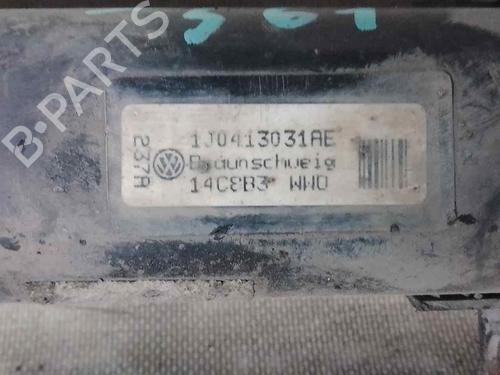 1J0413031AE
Braunschweig
14C8B3 WWO
237A
B-PARTS